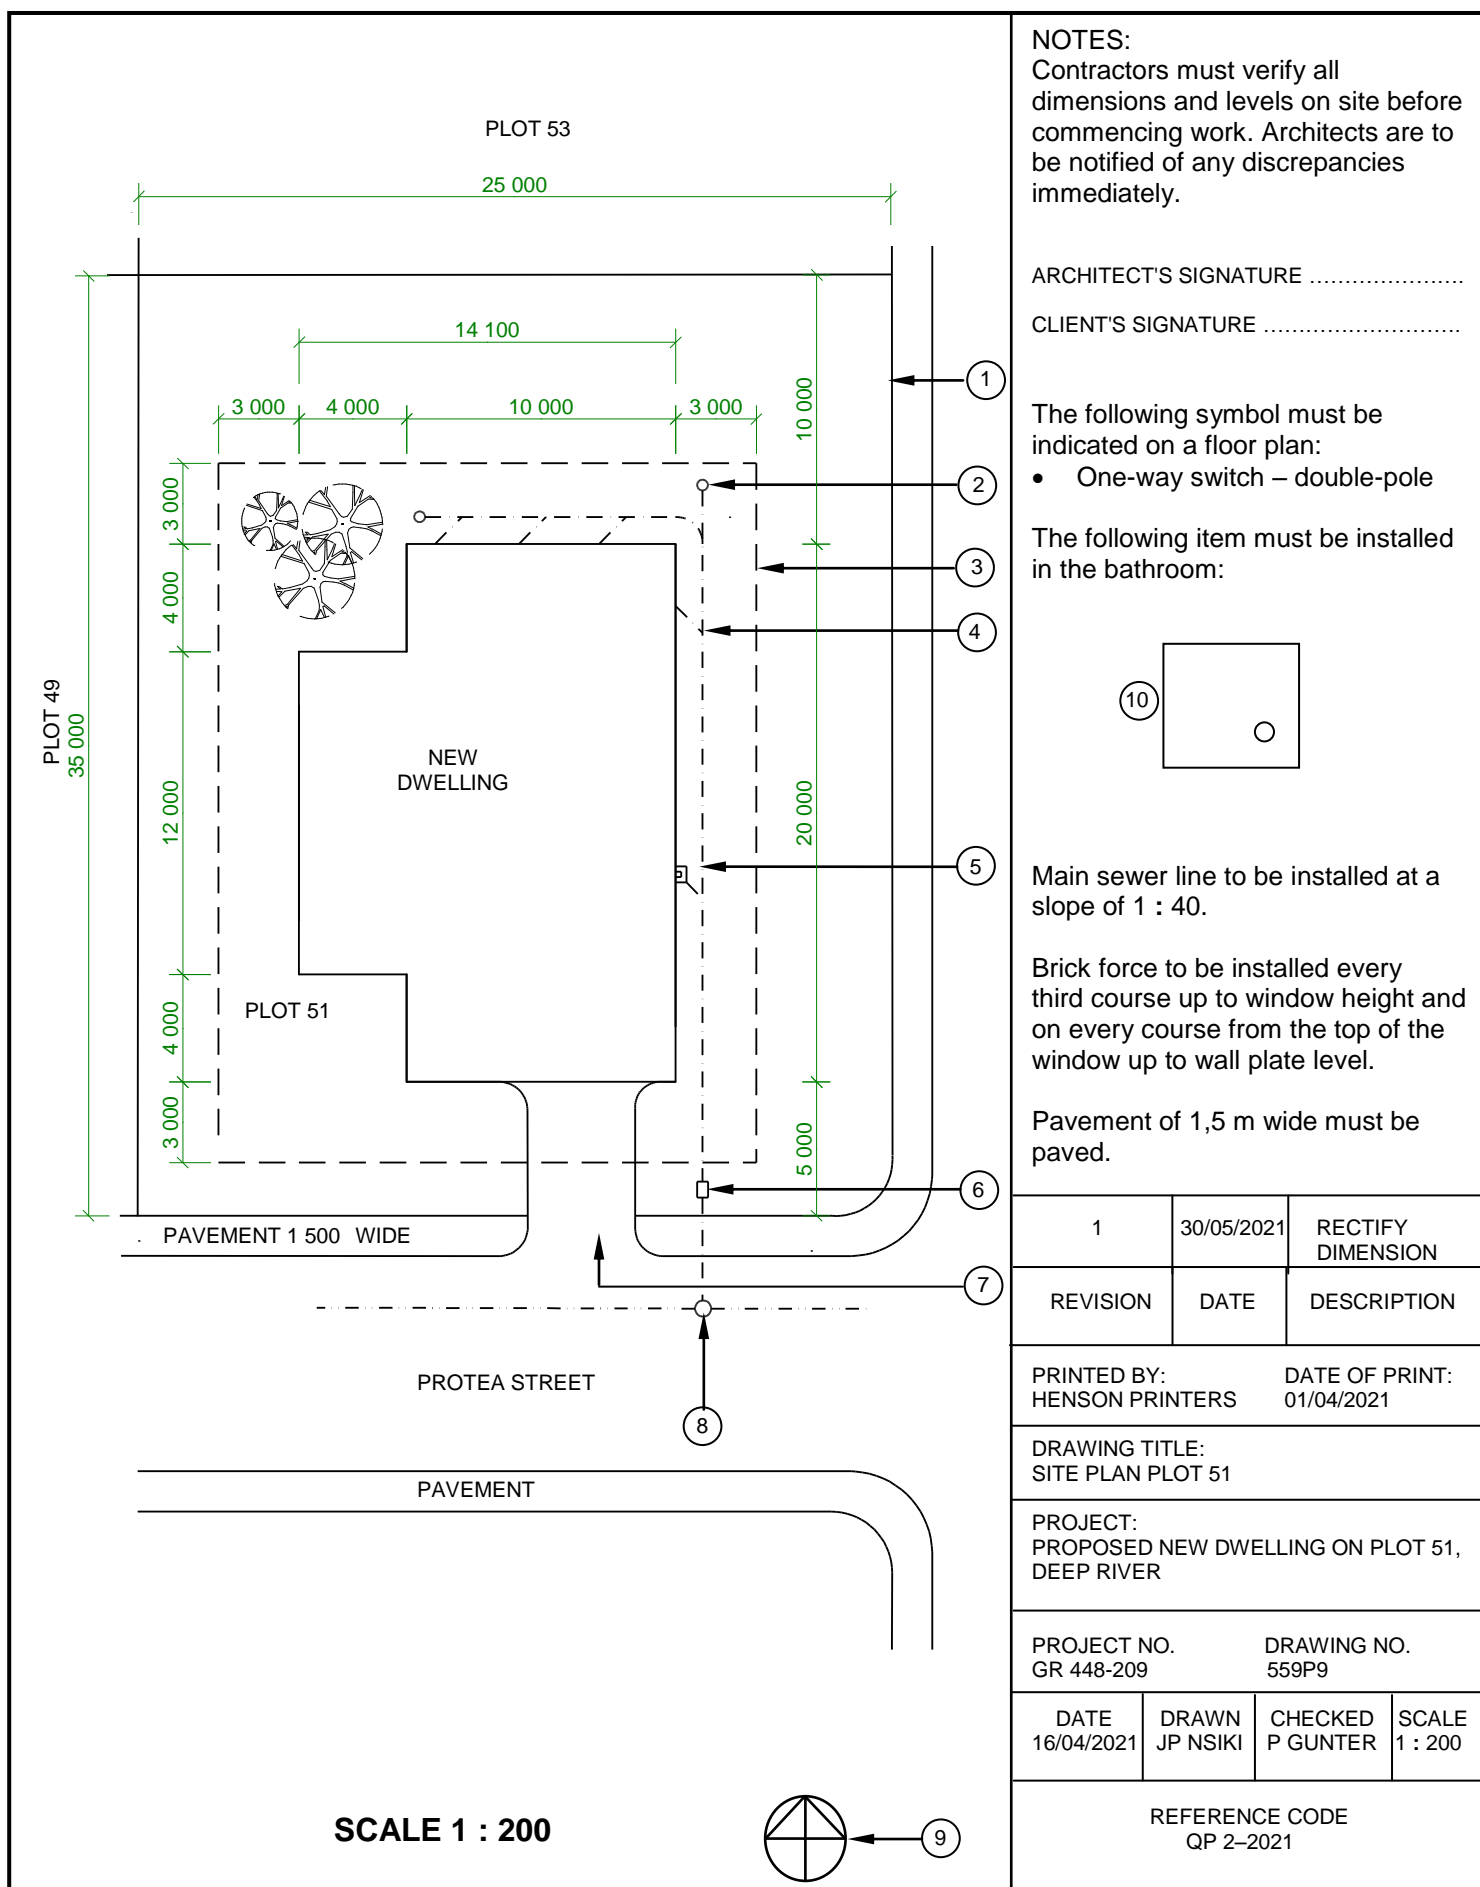 PLOT 53
25 000
14 100
3 000
4 000
10 000
3 000
10 000
1
2
3 000
3
4 000
4
PLOT 49
35 000
NEW
DWELLING
12 000
20 000
5
PLOT 51
4 000
3 000
5 000
6
PAVEMENT 1 500 WIDE
7
PROTEA STREET
8
PAVEMENT
SCALE 1 : 200
9
NOTES:
Contractors must verify all
dimensions and levels on site before
commencing work. Architects are to
be notified of any discrepancies
immediately.
ARCHITECT'S SIGNATURE ......................
CLIENT'S SIGNATURE ............................
The following symbol must be
indicated on a floor plan:
• One-way switch – double-pole
The following item must be installed
in the bathroom:
10
Main sewer line to be installed at a
slope of 1 : 40.
Brick force to be installed every
third course up to window height and
on every course from the top of the
window up to wall plate level.
Pavement of 1,5 m wide must be
paved.
1 30/05/2021 RECTIFY
DIMENSION
REVISION DATE DESCRIPTION
PRINTED BY: DATE OF PRINT:
HENSON PRINTERS 01/04/2021
DRAWING TITLE:
SITE PLAN PLOT 51
PROJECT:
PROPOSED NEW DWELLING ON PLOT 51,
DEEP RIVER
PROJECT NO. DRAWING NO.
GR 448-209 559P9
DATE DRAWN CHECKED SCALE
16/04/2021 JP NSIKI P GUNTER 1 : 200
REFERENCE CODE
QP 2–2021